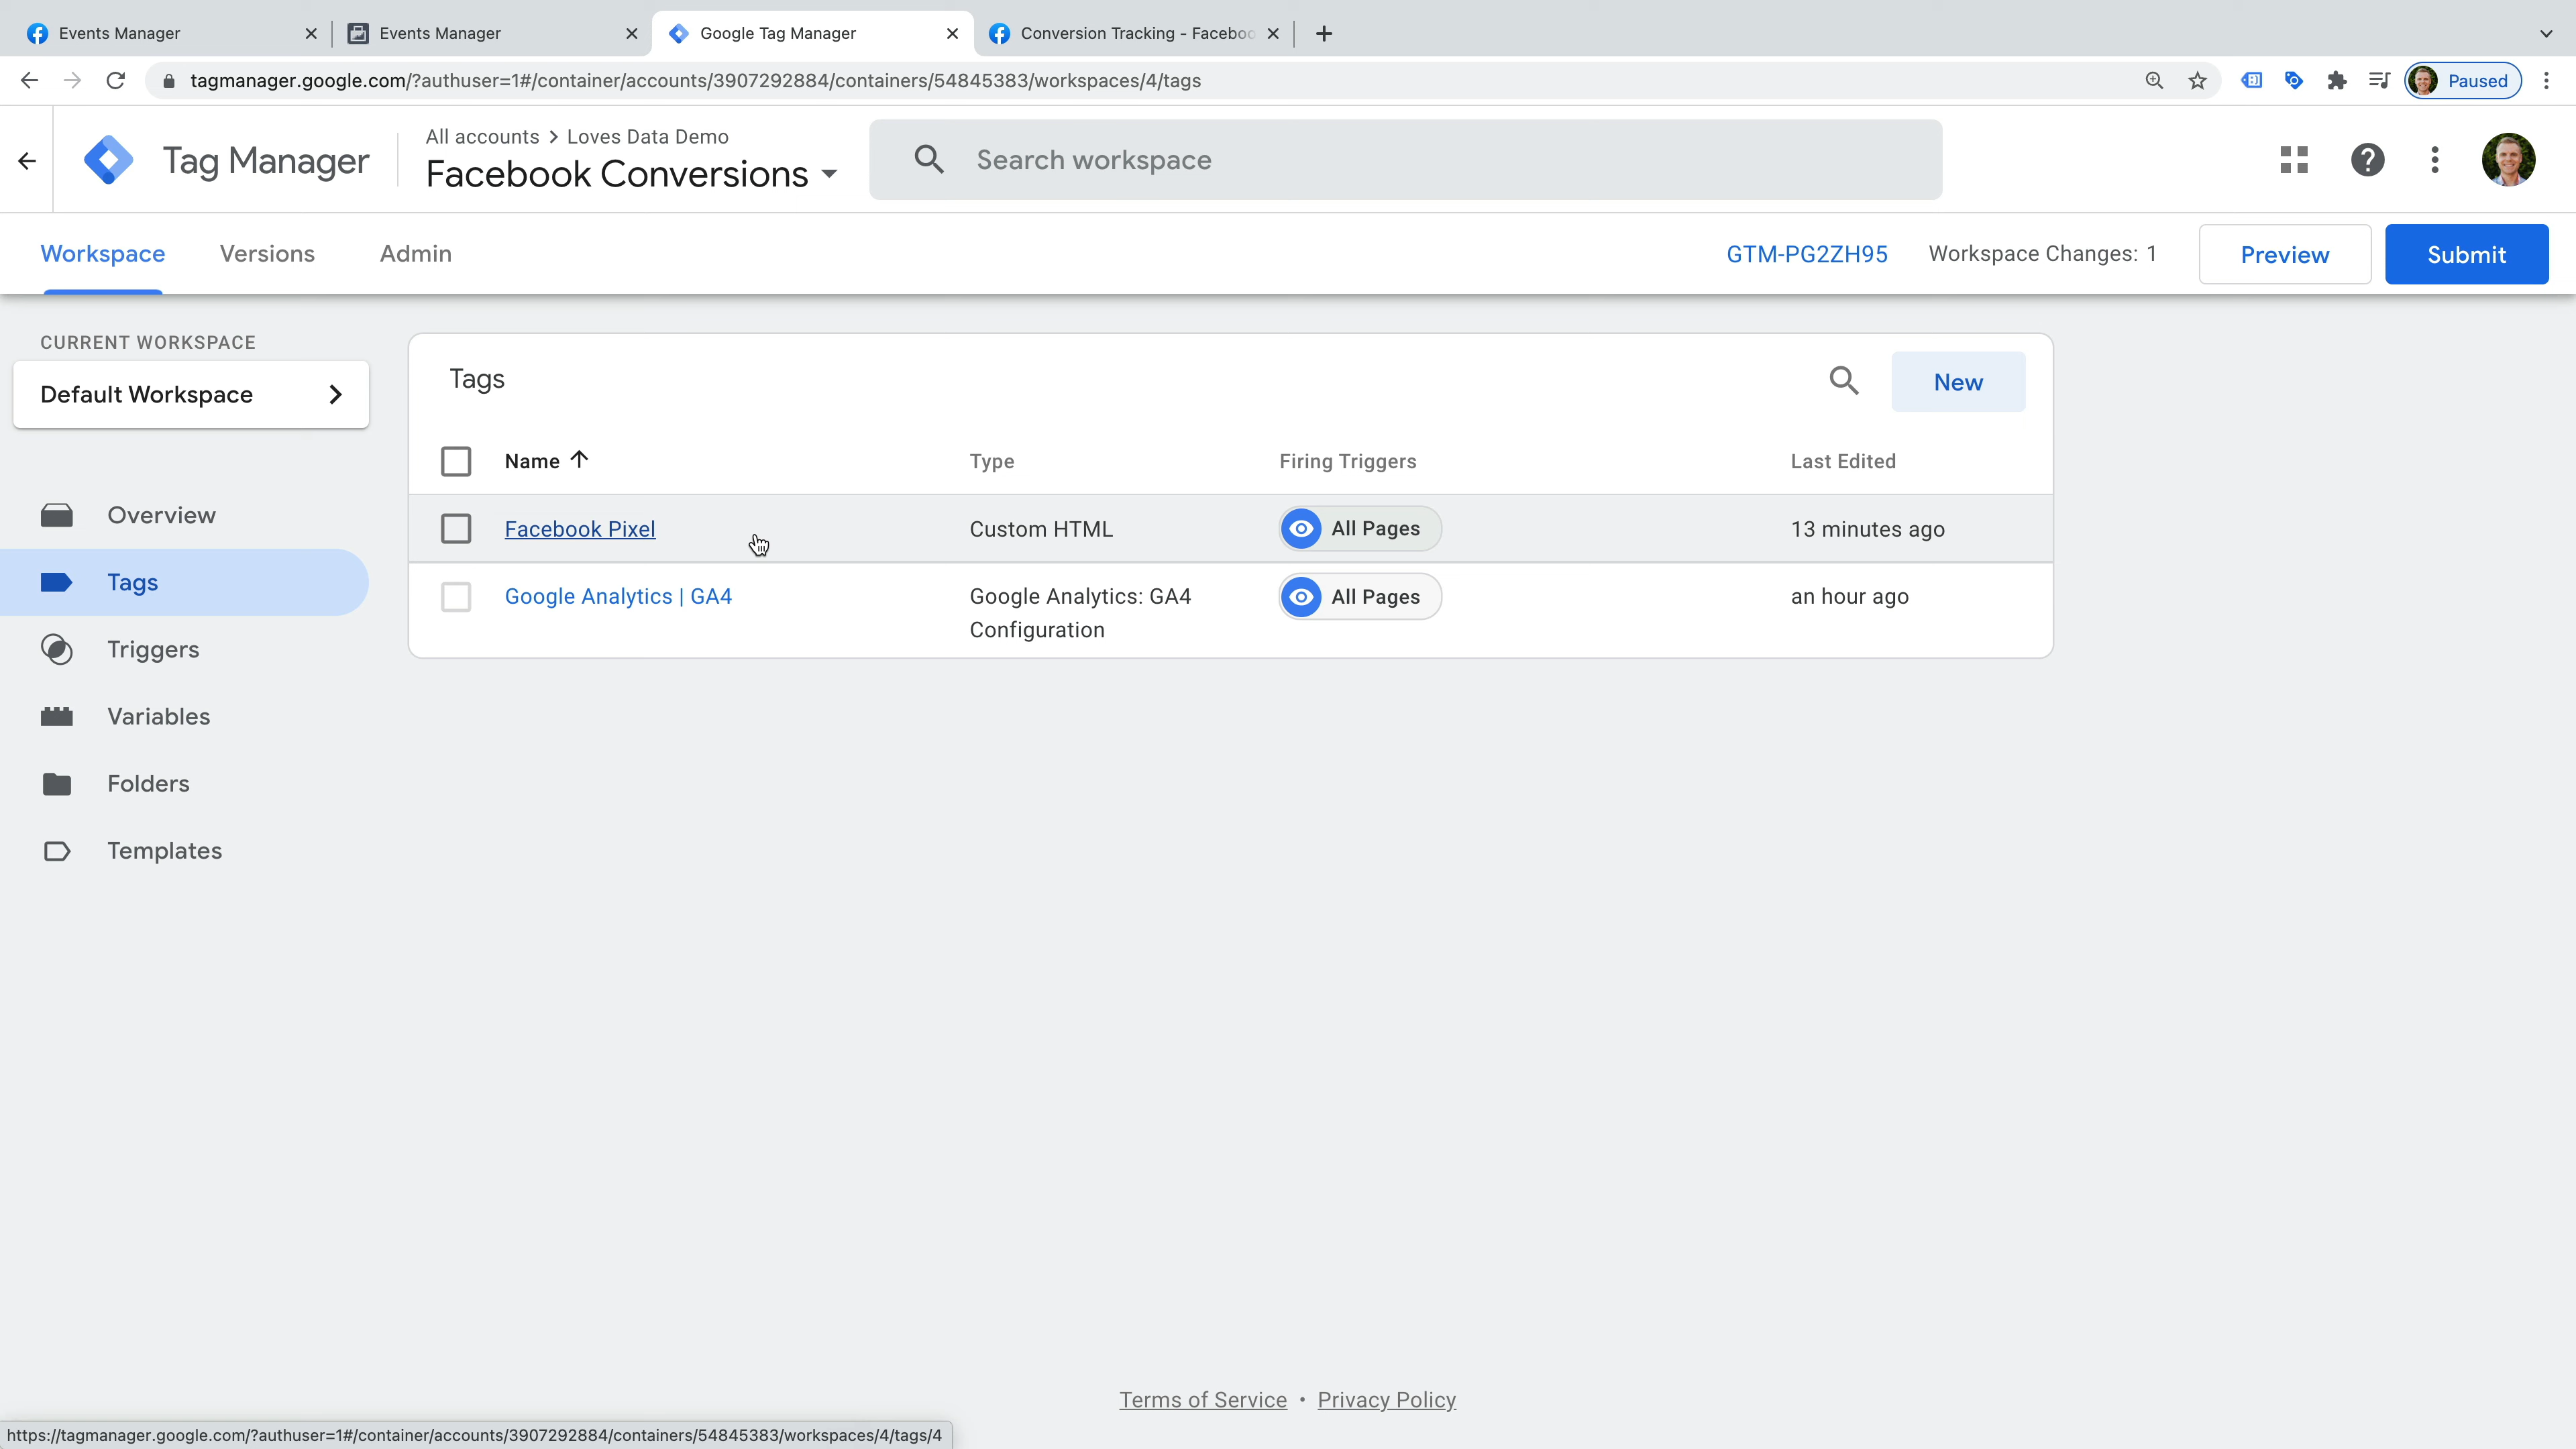 Events Manager
Events Manager
Google Tag Manager
Conversion Tracking - Faceboo
tagmanager.google.com/?authuser=1#/container/accounts/3907292884/containers/54845383/workspaces/4/tags
Paused
Tag Manager
All accounts > Loves Data Demo
Facebook Conversions
Search workspace
Workspace
Versions
Admin
GTM-PG2ZH95
Workspace Changes: 1
Preview
Submit
CURRENT WORKSPACE
Default Workspace
Overview
Tags
Triggers
Variables
Folders
Templates
Tags
New
Name
Type
Firing Triggers
Last Edited
Facebook Pixel
Custom HTML
All Pages
13 minutes ago
Google Analytics | GA4
Google Analytics: GA4
Configuration
All Pages
an hour ago
Terms of Service • Privacy Policy
https://tagmanager.google.com/?authuser=1#/container/accounts/3907292884/containers/54845383/workspaces/4/tags/4